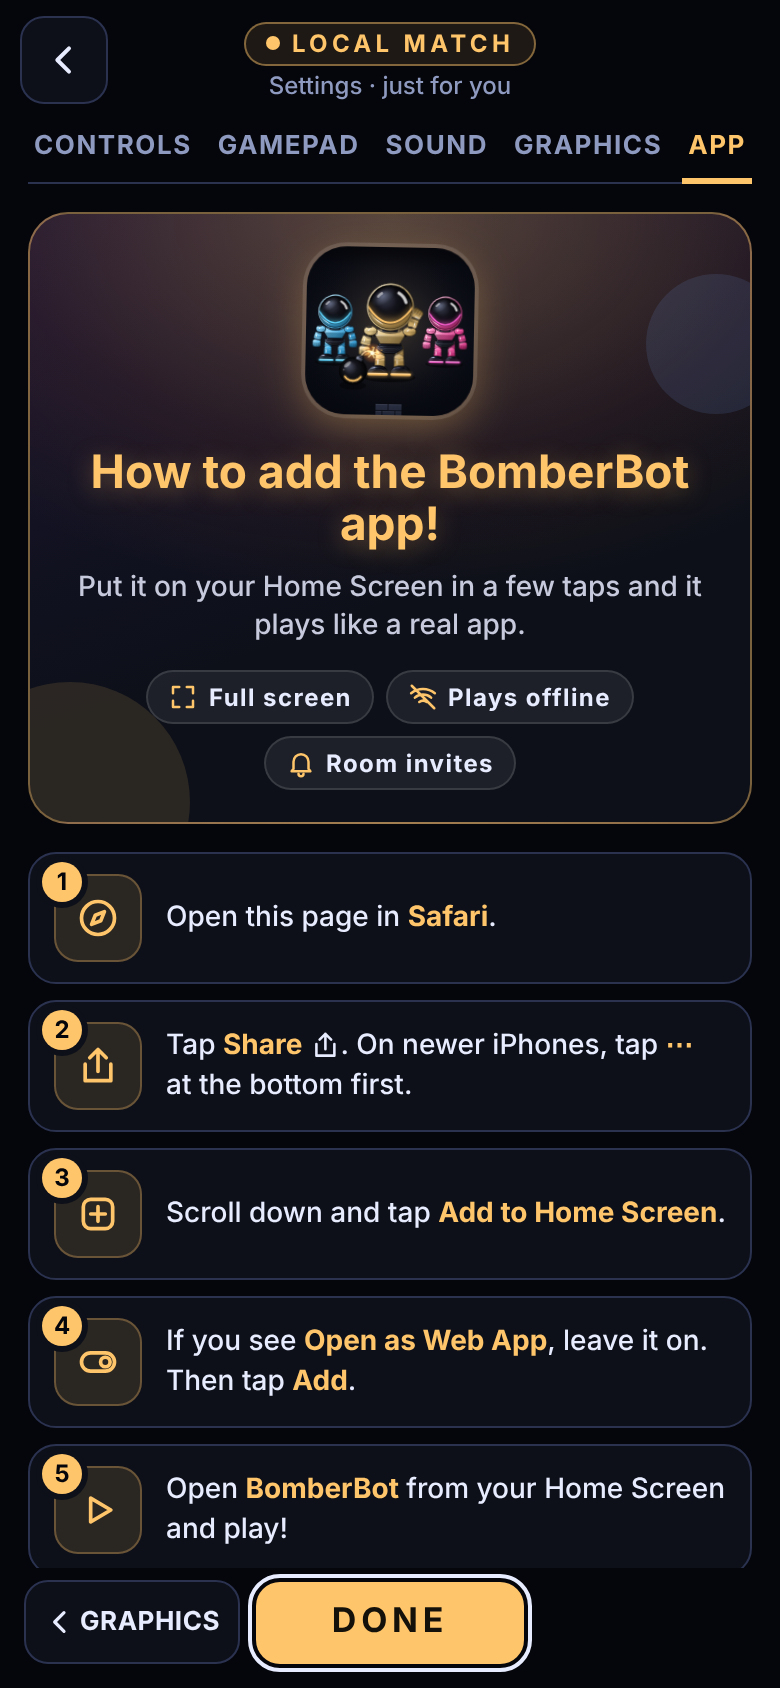 LOCAL MATCH
Settings · just for you
CONTROLS GAMEPAD SOUND GRAPHICS APP
How to add the BomberBot
app!
Put it on your Home Screen in a few taps and it
plays like a real app.
Full screen Plays offline
Room invites
1
Open this page in Safari.
2
Tap Share . On newer iPhones, tap ···
at the bottom first.
3
Scroll down and tap Add to Home Screen.
4
If you see Open as Web App, leave it on.
Then tap Add.
5
Open BomberBot from your Home Screen
and play!
GRAPHICS DONE